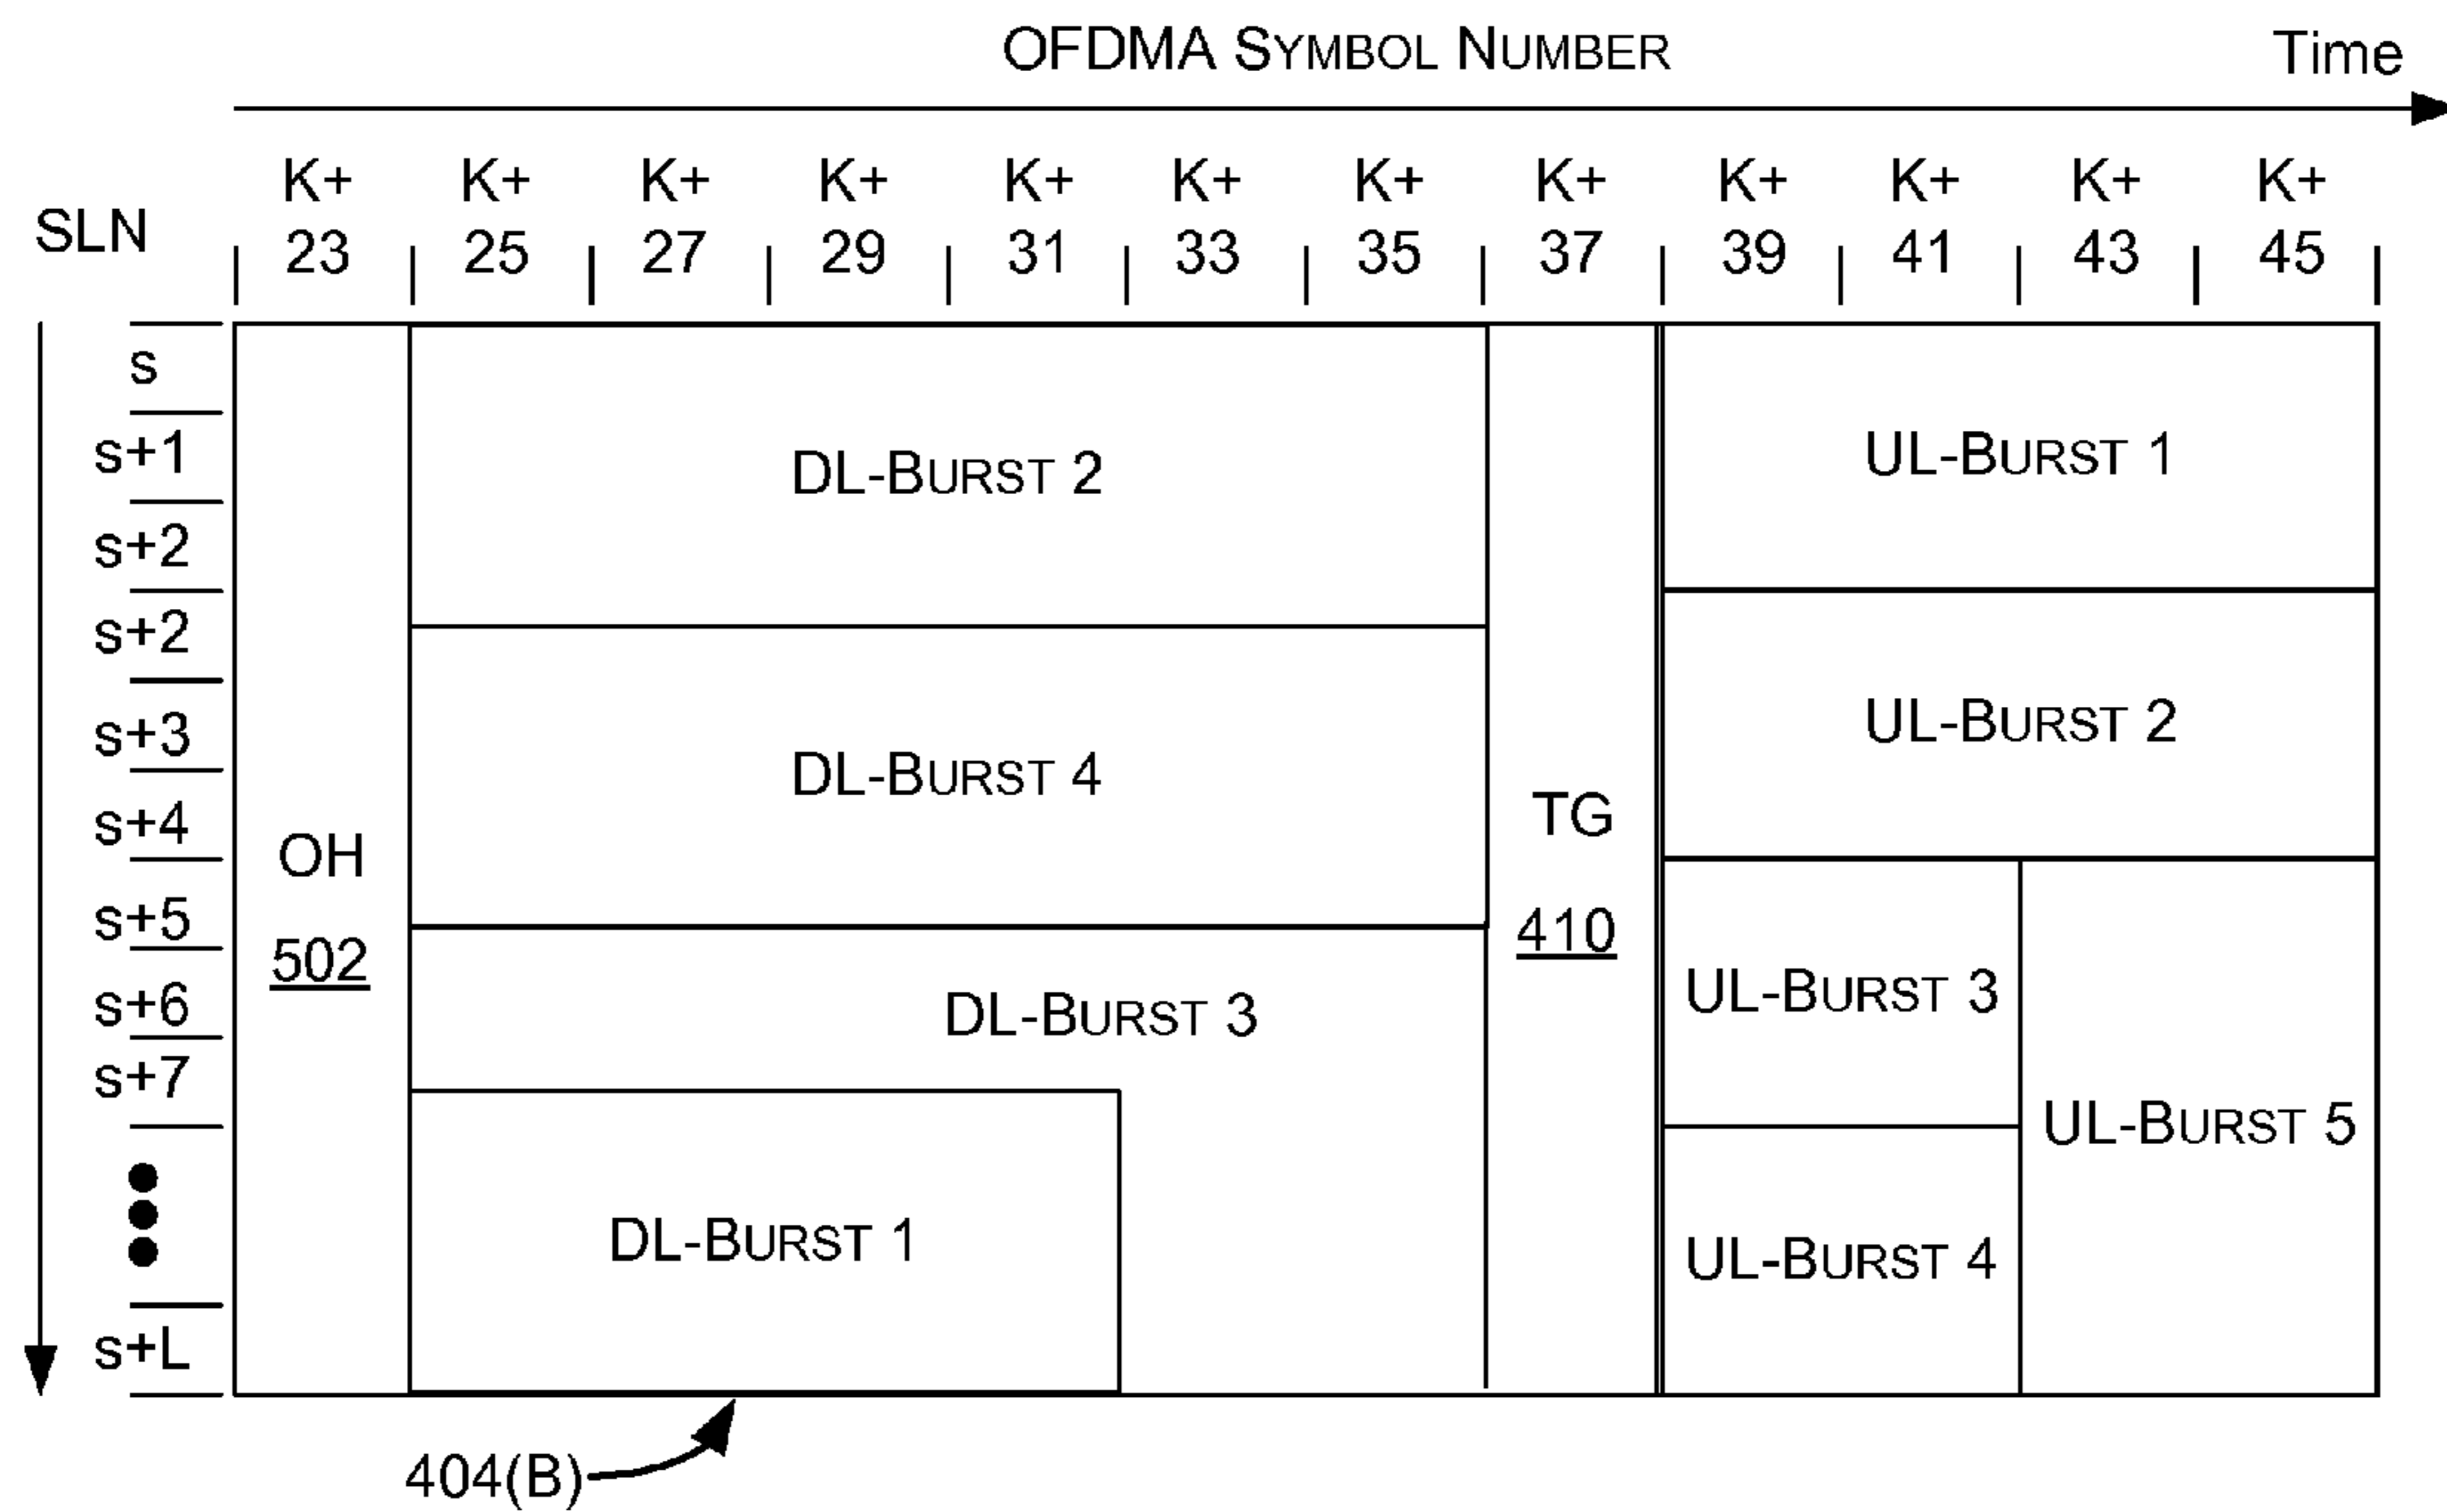 OFDMA SYMBOL NUMBER
Time
SLN
K+ K+ K+ K+ K+ K+ K+ K+ K+ K+ K+ K+
23 25 27 29 31 33 35 37 39 41 43 45
s
s+1
s+2
s+2
s+3
s+4
s+5
s+6
s+7
s+L
OH
502
DL-BURST 2
DL-BURST 4
DL-BURST 3
DL-BURST 1
TG
410
UL-BURST 1
UL-BURST 2
UL-BURST 3
UL-BURST 4
UL-BURST 5
404(B)